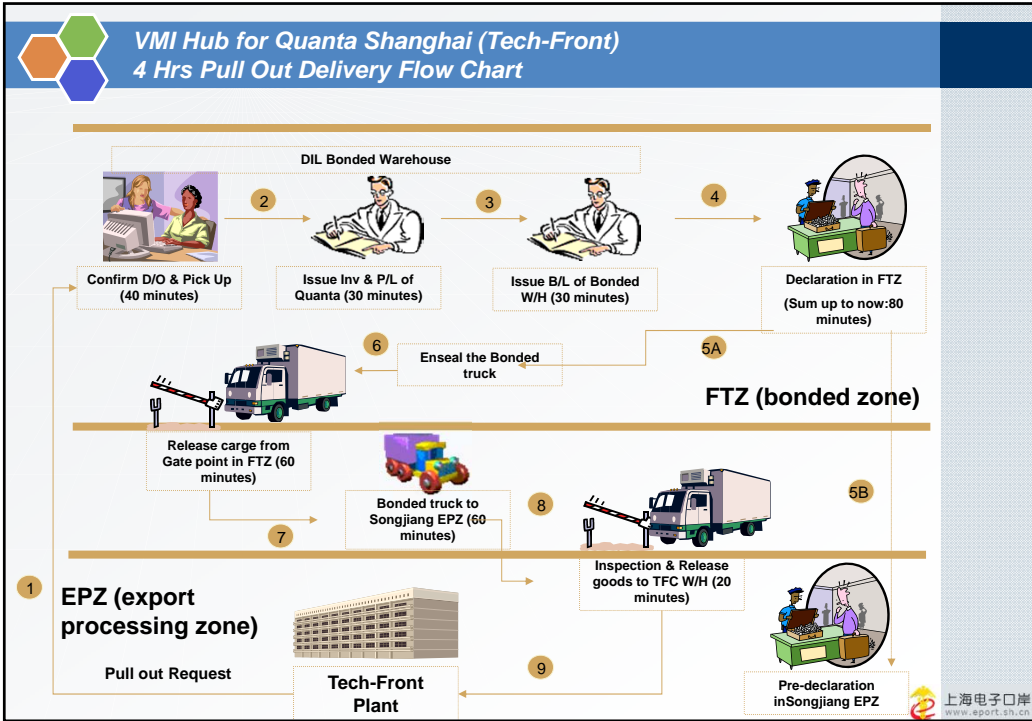 VMI Hub for Quanta Shanghai (Tech-Front)
4 Hrs Pull Out Delivery Flow Chart
DIL Bonded Warehouse
2
3
4
Confirm D/O & Pick Up
(40 minutes)
Issue Inv & P/L of
Quanta (30 minutes)
Issue B/L of Bonded
W/H (30 minutes)
Declaration in FTZ
(Sum up to now:80
minutes)
6
Enseal the Bonded
truck
5A
FTZ (bonded zone)
Release carge from
Gate point in FTZ (60
minutes)
7
Bonded truck to
Songjiang EPZ (60
minutes)
8
5B
Inspection & Release
goods to TFC W/H (20
minutes)
1
EPZ (export
processing zone)
Pull out Request
Tech-Front
Plant
9
Pre-declaration
inSongjiang EPZ
上海电子口岸
www.eport.sh.cn